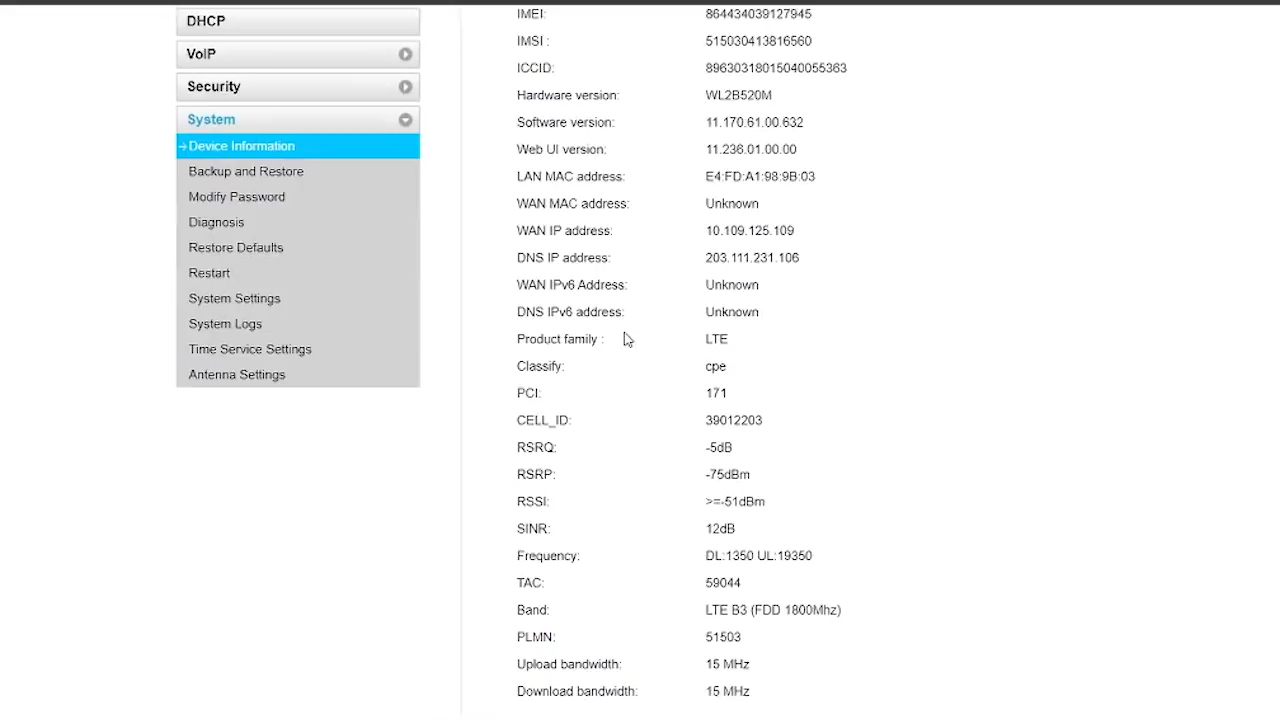 DHCP
VoIP
Security
System
Device Information
Backup and Restore
Modify Password
Diagnosis
Restore Defaults
Restart
System Settings
System Logs
Time Service Settings
Antenna Settings
IMEI: 864434039127945
IMSI : 515030413816560
ICCID: 89630318015040055363
Hardware version: WL2B520M
Software version: 11.170.61.00.632
Web UI version: 11.236.01.00.00
LAN MAC address: E4:FD:A1:98:9B:03
WAN MAC address: Unknown
WAN IP address: 10.109.125.109
DNS IP address: 203.111.231.106
WAN IPv6 Address: Unknown
DNS IPv6 address: Unknown
Product family : LTE
Classify: cpe
PCI: 171
CELL_ID: 39012203
RSRQ: -5dB
RSRP: -75dBm
RSSI: >=-51dBm
SINR: 12dB
Frequency: DL:1350 UL:19350
TAC: 59044
Band: LTE B3 (FDD 1800Mhz)
PLMN: 51503
Upload bandwidth: 15 MHz
Download bandwidth: 15 MHz